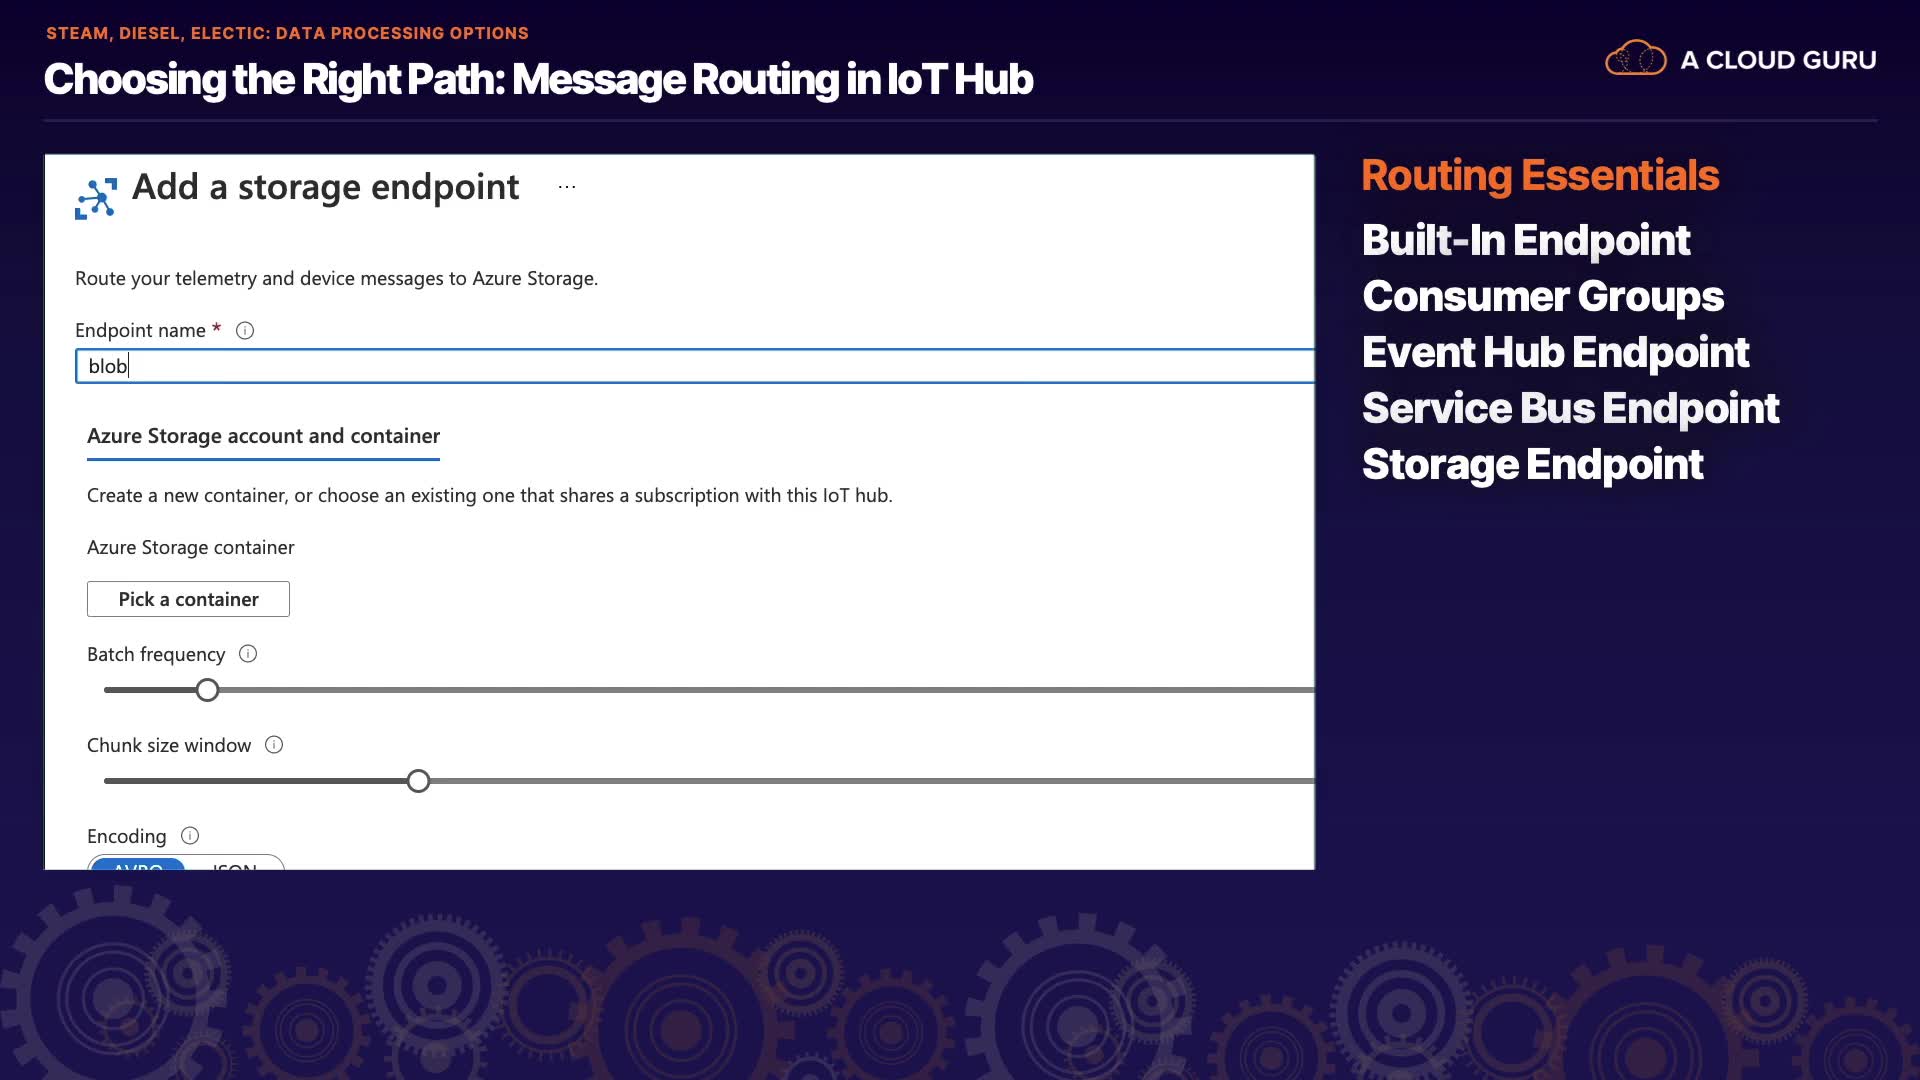 STEAM, DIESEL, ELECTIC: DATA PROCESSING OPTIONS
Choosing the Right Path: Message Routing in IoT Hub
A CLOUD GURU
Add a storage endpoint ...
Route your telemetry and device messages to Azure Storage.
Endpoint name *
blob
Azure Storage account and container
Create a new container, or choose an existing one that shares a subscription with this IoT hub.
Azure Storage container
Pick a container
Batch frequency
Chunk size window
Encoding
AVRO JSON
Routing Essentials
Built-In Endpoint
Consumer Groups
Event Hub Endpoint
Service Bus Endpoint
Storage Endpoint